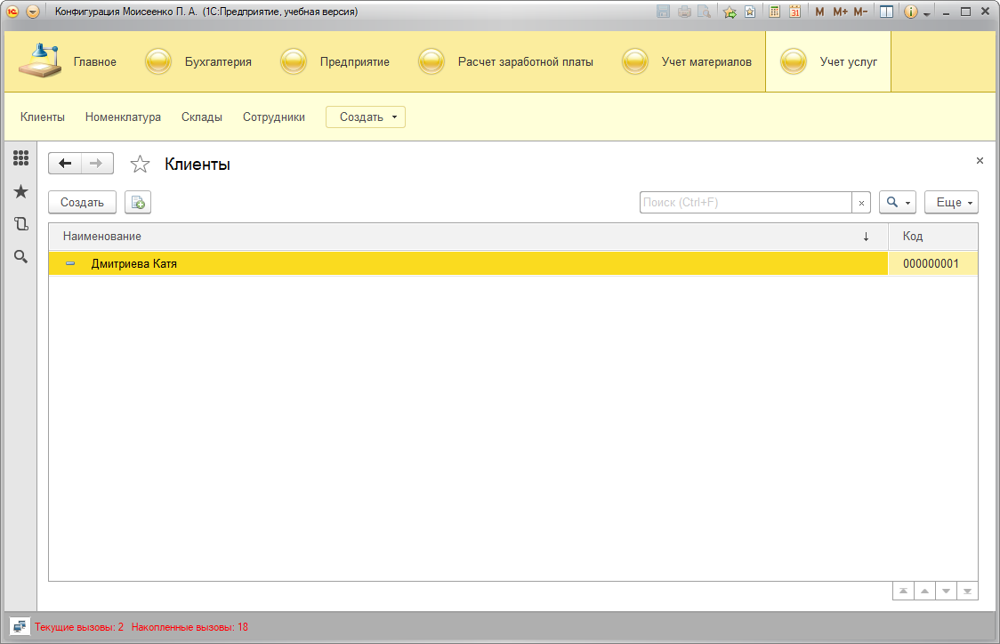 Конфигурация Моисеенко П. А. (1С:Предприятие, учебная версия) 31 M M+ M-
Главное Бухгалтерия Предприятие Расчет заработной платы Учет материалов Учет услуг
Клиенты Номенклатура Склады Сотрудники Создать
Клиенты
Создать Поиск (Ctrl+F) × Еще
Наименование ↓ Код
Дмитриева Катя 000000001
Текущие вызовы: 2 Накопленные вызовы: 18